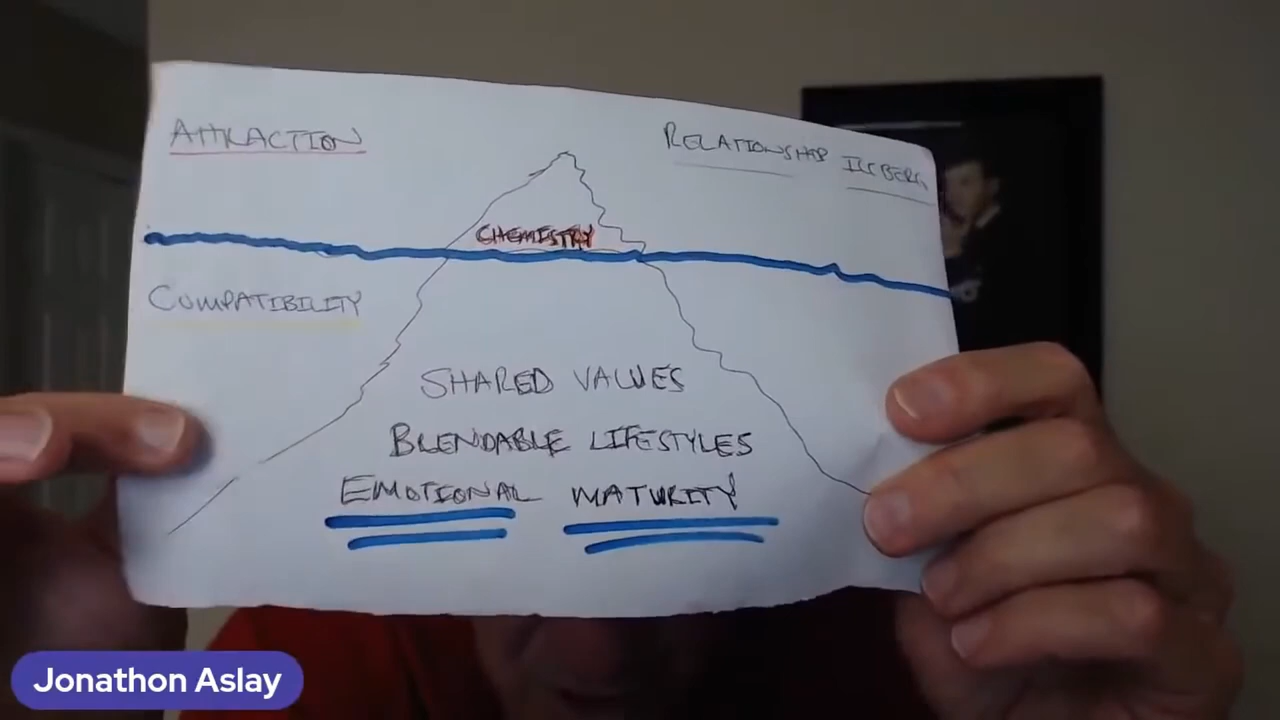 ATTRACTION
RELATIONSHIP ICEBERG
CHEMISTRY
COMPATIBILITY
SHARED VALUES
BLENDABLE LIFESTYLES
EMOTIONAL MATURITY
Jonathon Aslay